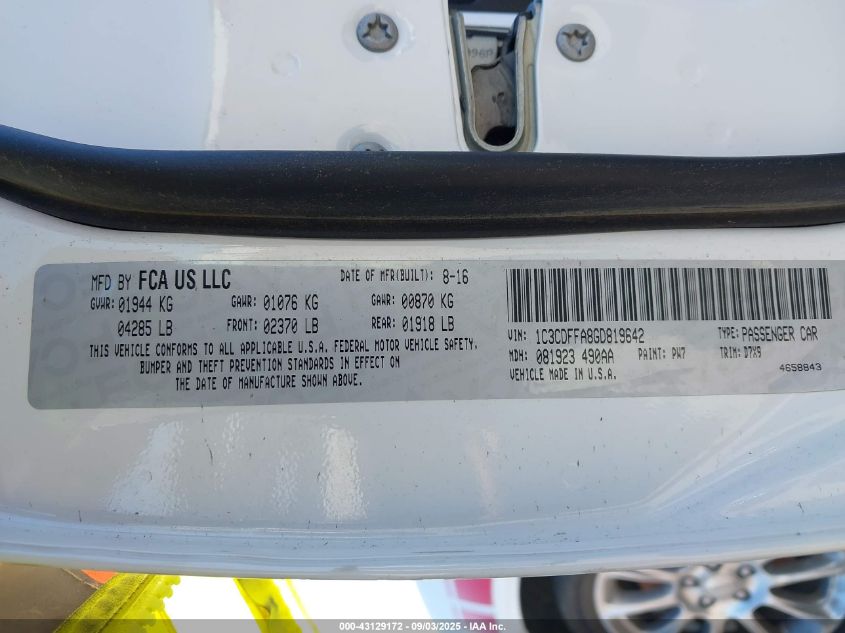 MFD BY FCA US LLC DATE OF MFR(BUILT): 8-16
GVWR: 01944 KG GAWR: 01076 KG GAWR: 00870 KG
04285 LB FRONT: 02370 LB REAR: 01918 LB
THIS VEHICLE CONFORMS TO ALL APPLICABLE U.S.A. FEDERAL MOTOR VEHICLE SAFETY,
BUMPER AND THEFT PREVENTION STANDARDS IN EFFECT ON
THE DATE OF MANUFACTURE SHOWN ABOVE.
VIN: 1C3CDFFA8GD819642 TYPE: PASSENGER CAR
MDH: 081923 490AA PAINT: PW7 TRIM: D7X9
VEHICLE MADE IN U.S.A. 4658843
000-43129172 - 09/03/2025 - IAA Inc.